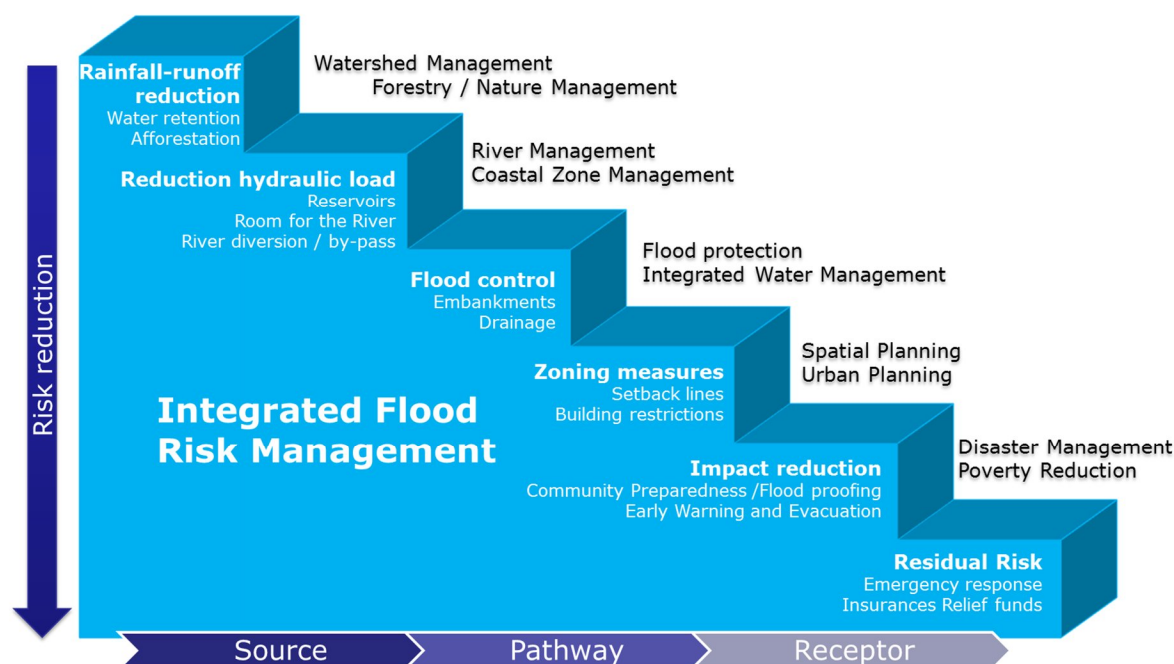 Rainfall-runoff
reduction
Water retention
Afforestation
Watershed Management
Forestry / Nature Management
Reduction hydraulic load
Reservoirs
Room for the River
River diversion / by-pass
River Management
Coastal Zone Management
Flood control
Embankments
Drainage
Flood protection
Integrated Water Management
Zoning measures
Setback lines
Building restrictions
Spatial Planning
Urban Planning
Impact reduction
Community Preparedness /Flood proofing
Early Warning and Evacuation
Disaster Management
Poverty Reduction
Residual Risk
Emergency response
Insurances Relief funds
Integrated Flood
Risk Management
Risk reduction
Source
Pathway
Receptor